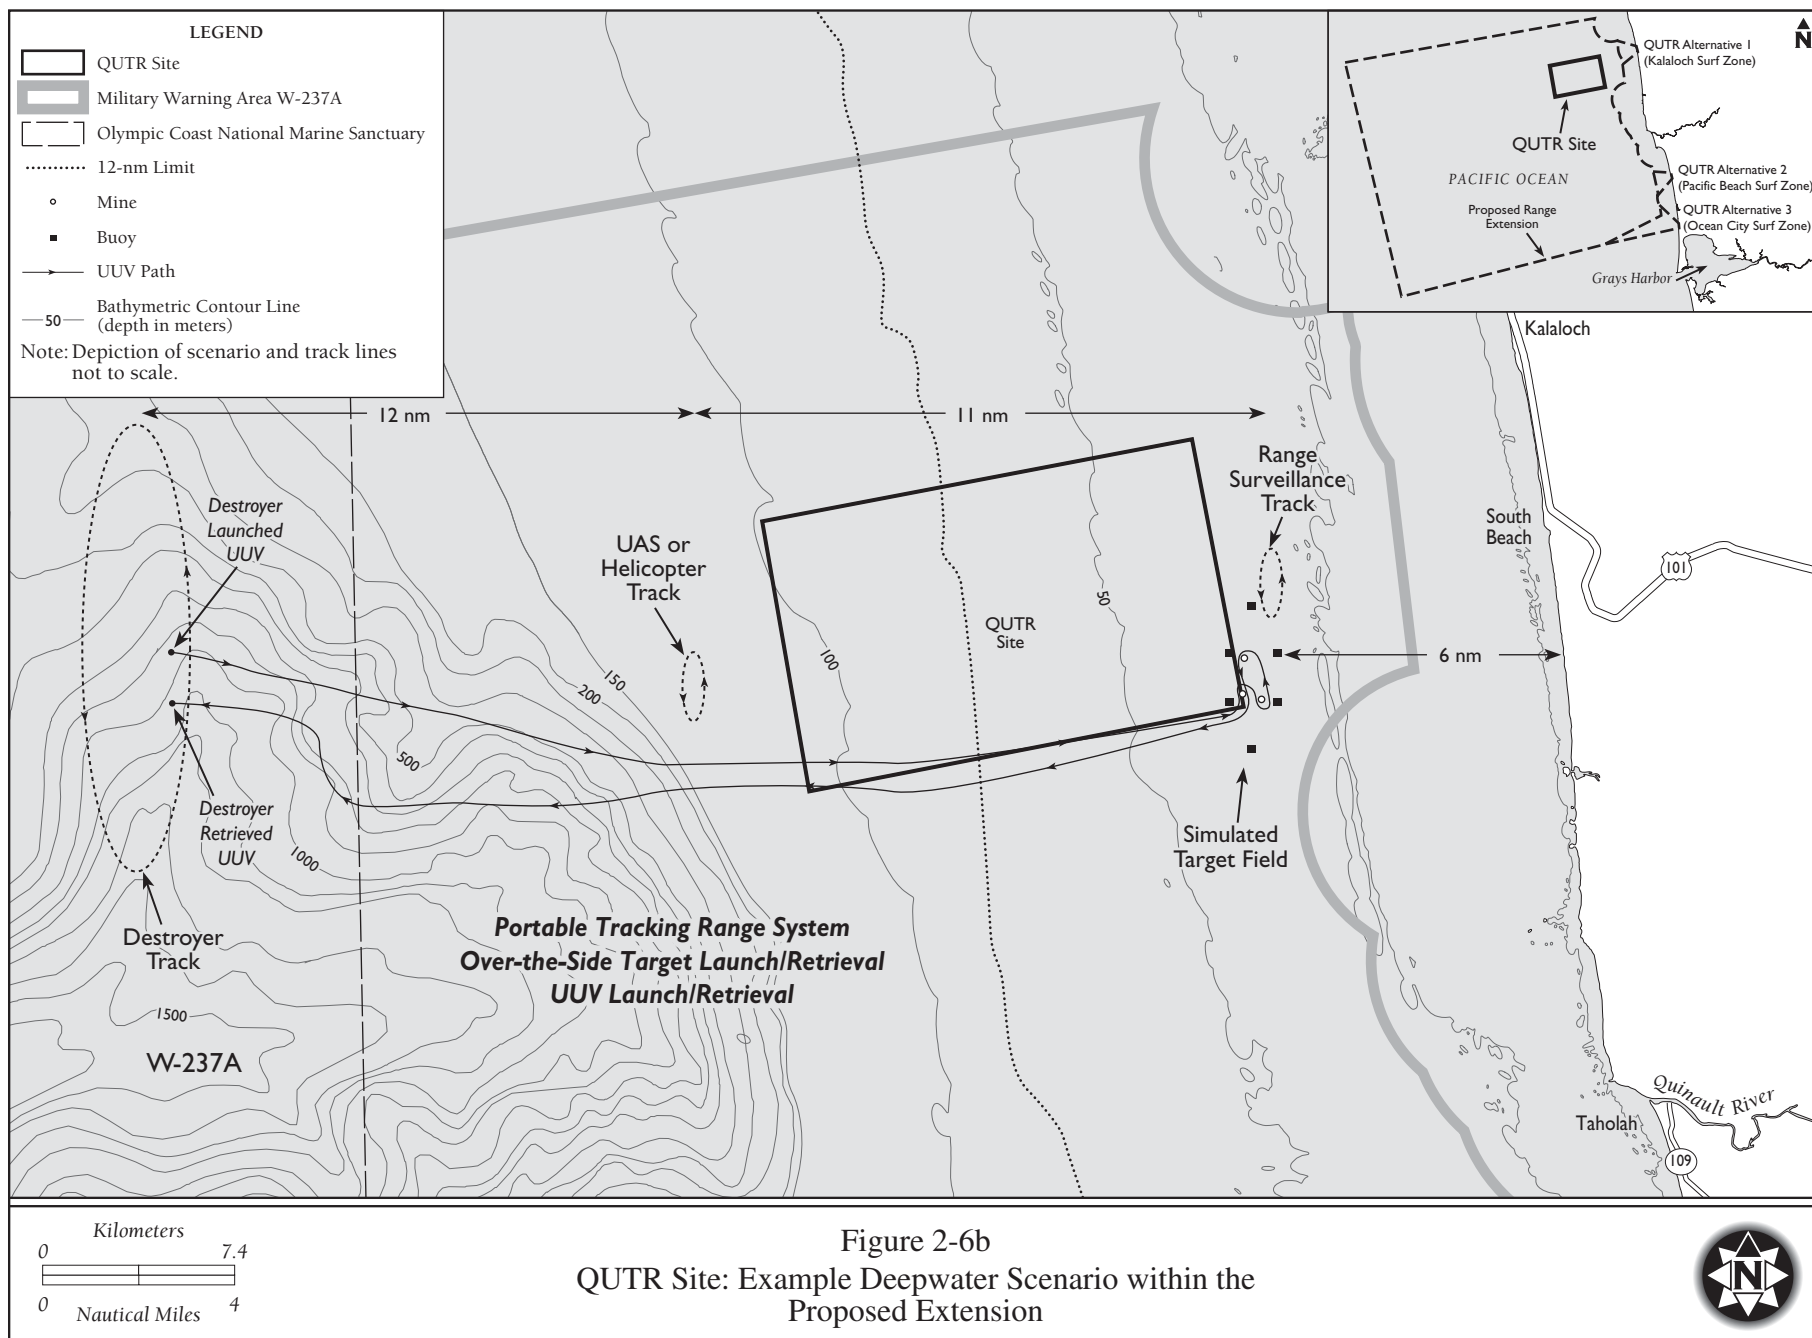 LEGEND
QUTR Site
Military Warning Area W-237A
Olympic Coast National Marine Sanctuary
12-nm Limit
Mine
Buoy
UUV Path
50
Bathymetric Contour Line
(depth in meters)
Note: Depiction of scenario and track lines
not to scale.
N
QUTR Alternative 1
(Kalaloch Surf Zone)
QUTR Site
PACIFIC OCEAN
QUTR Alternative 2
(Pacific Beach Surf Zone)
Proposed Range
Extension
QUTR Alternative 3
(Ocean City Surf Zone)
Grays Harbor
Kalaloch
12 nm
11 nm
Range
Surveillance
Track
Destroyer
Launched
UUV
South
Beach
UAS or
Helicopter
Track
101
50
QUTR
Site
100
6 nm
150
200
500
Destroyer
Retrieved
UUV
1000
Simulated
Target Field
Destroyer
Track
Portable Tracking Range System
Over-the-Side Target Launch/Retrieval
UUV Launch/Retrieval
1500
W-237A
Quinault River
Taholah
109
Kilometers
0 7.4
0 4
Nautical Miles
Figure 2-6b
QUTR Site: Example Deepwater Scenario within the
Proposed Extension
N